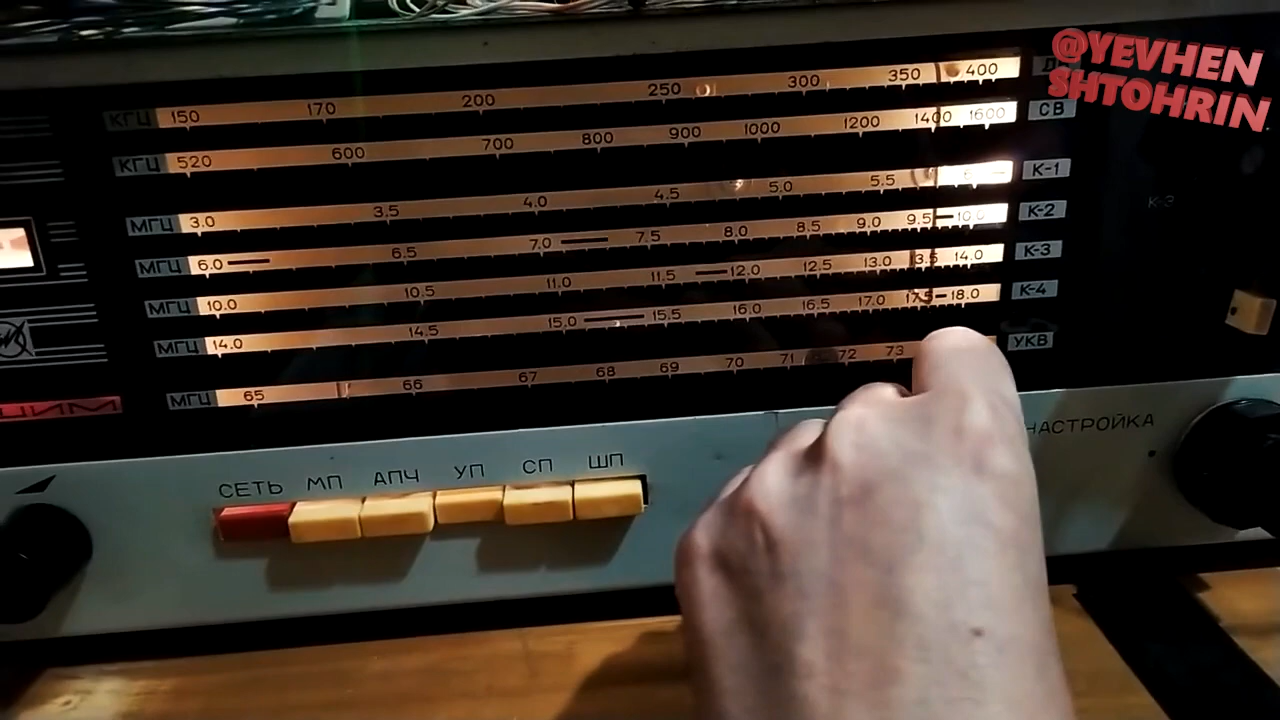 @YEVHEN
SHTOHRIN
КГЦ 150 170 200 250 300 350 400
КГЦ 520 600 700 800 900 1000 1200 1400 1600 СВ
МГЦ 3.0 3.5 4.0 4.5 5.0 5.5 К-1
МГЦ 6.0 6.5 7.0 7.5 8.0 8.5 9.0 9.5 10.0 К-2
МГЦ 10.0 10.5 11.0 11.5 12.0 12.5 13.0 13.5 14.0 К-3
МГЦ 14.0 14.5 15.0 15.5 16.0 16.5 17.0 17.5 18.0 К-4
МГЦ 65 66 67 68 69 70 71 72 73 УКВ
К-3
НАСТРОЙКА
СЕТЬ МП АПЧ УП СП ШП